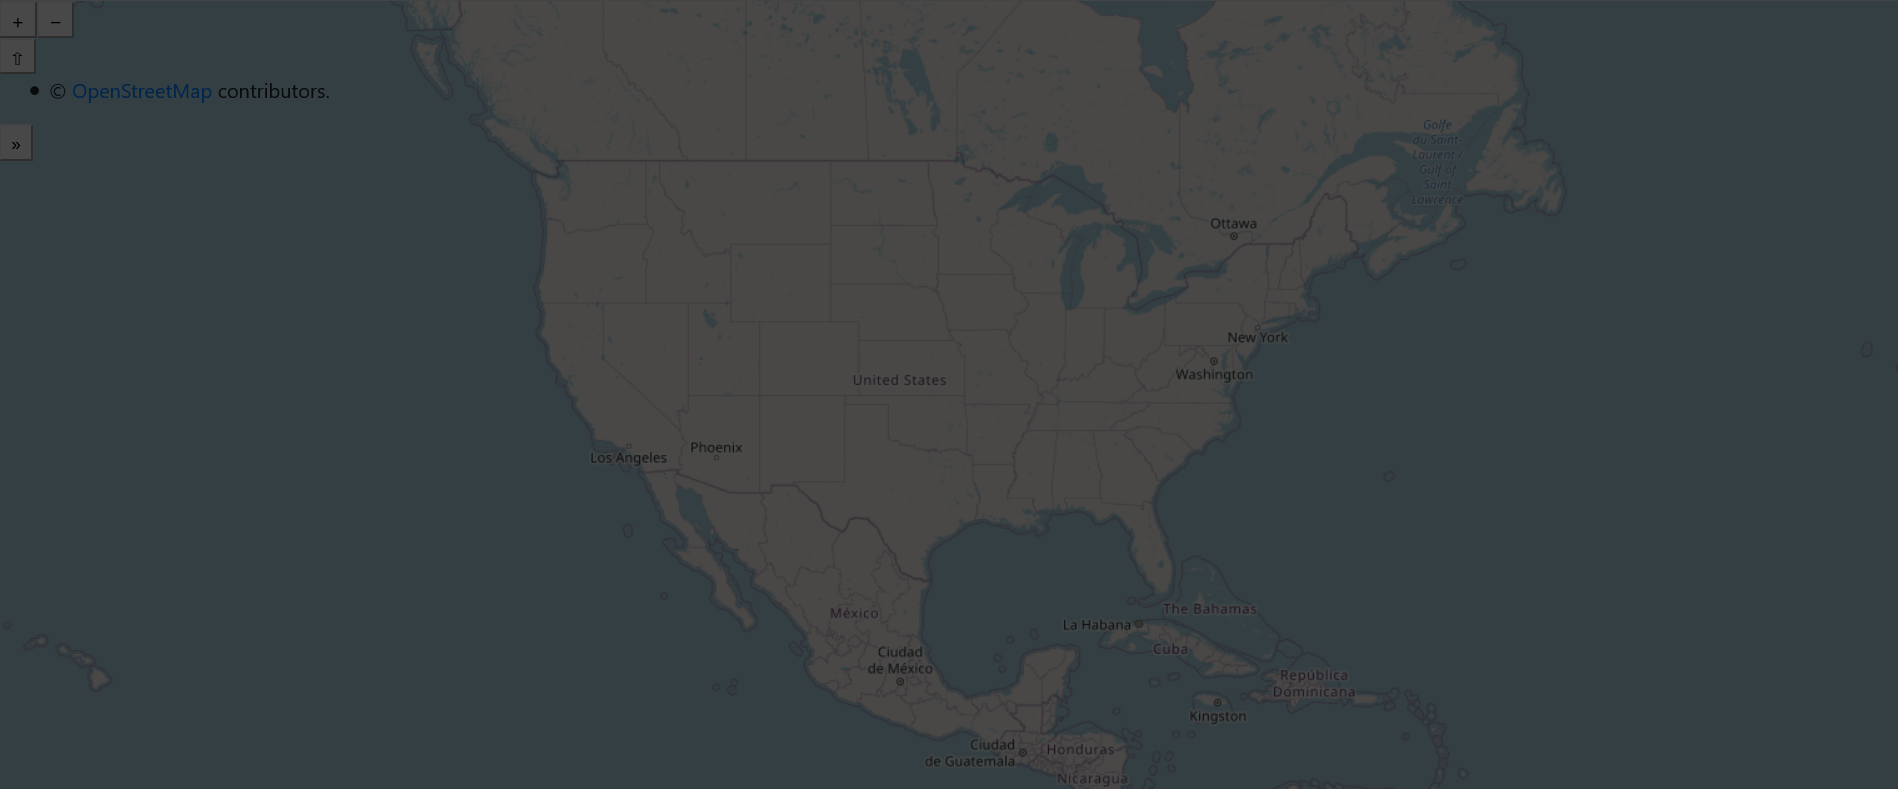 + −
⇧
• © OpenStreetMap contributors.
»
Golfe
du Saint-
Laurent /
Gulf of
Saint
Lawrence
Ottawa
New York
Washington
United States
Phoenix
Los Angeles
México
The Bahamas
La Habana
Cuba
Ciudad
de México
República
Dominicana
Kingston
Ciudad
de Guatemala
Honduras
Nicaragua